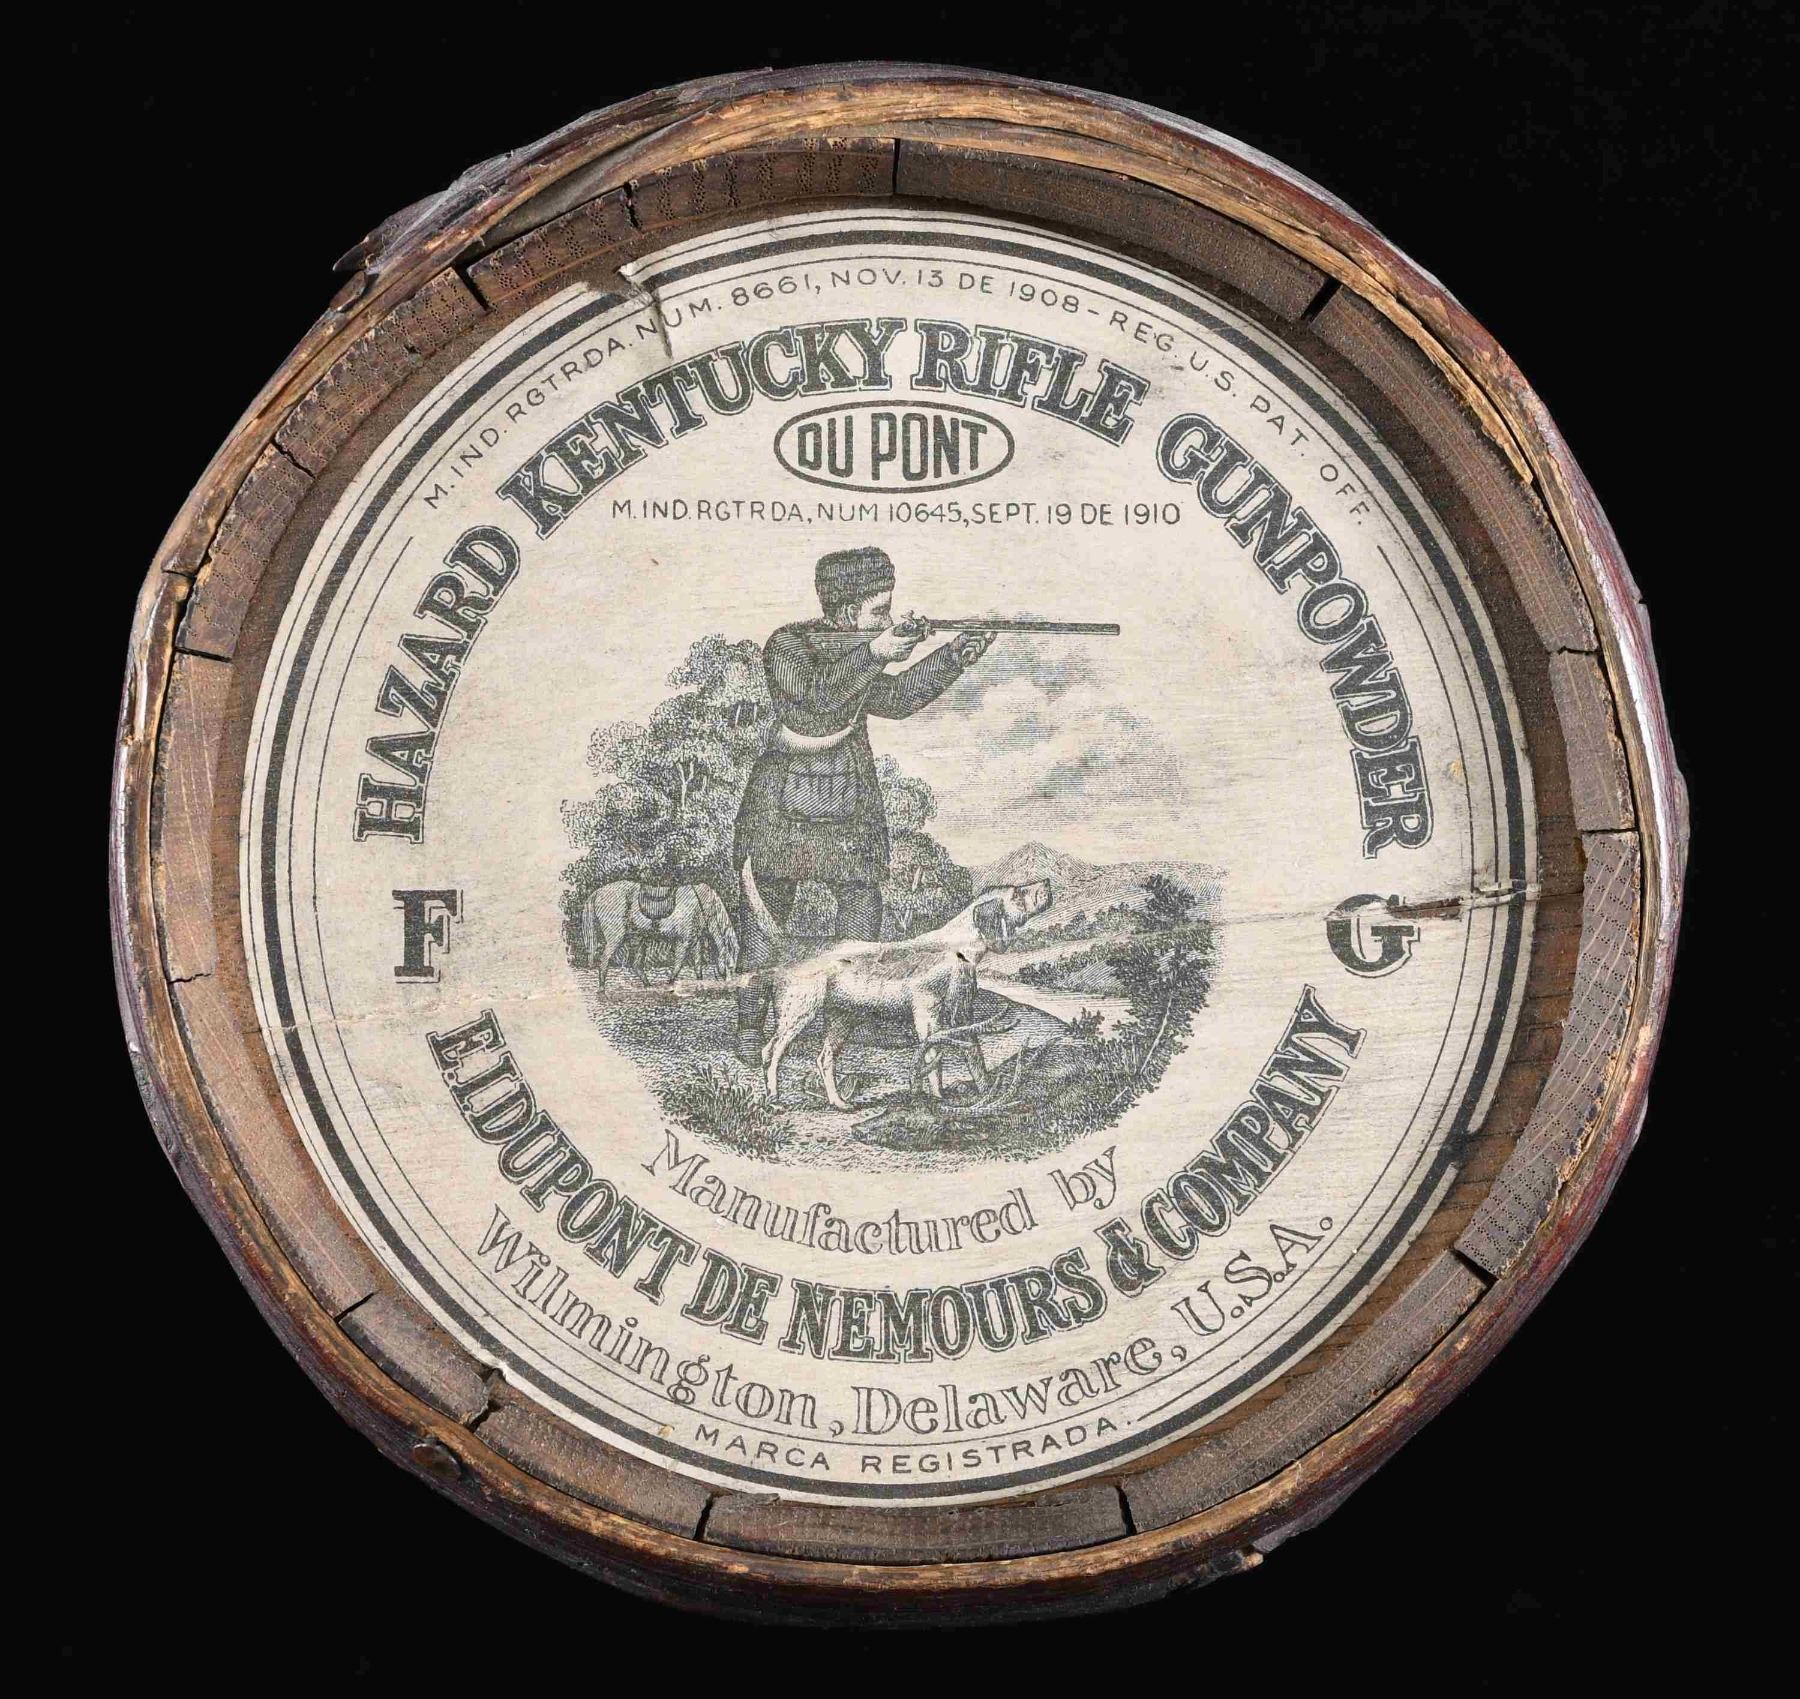 M. IND. RGTRDA. NUM. 8661, NOV. 13 DE 1908 - REG. U.S. PAT. OFF.
HAZARD KENTUCKY RIFLE GUNPOWDER
DU PONT
M. IND. RGTRDA, NUM 10645, SEPT. 19 DE 1910
F G
Manufactured by
E.I. DUPONT DE NEMOURS & COMPANY
Wilmington, Delaware, U.S.A.
MARCA REGISTRADA.